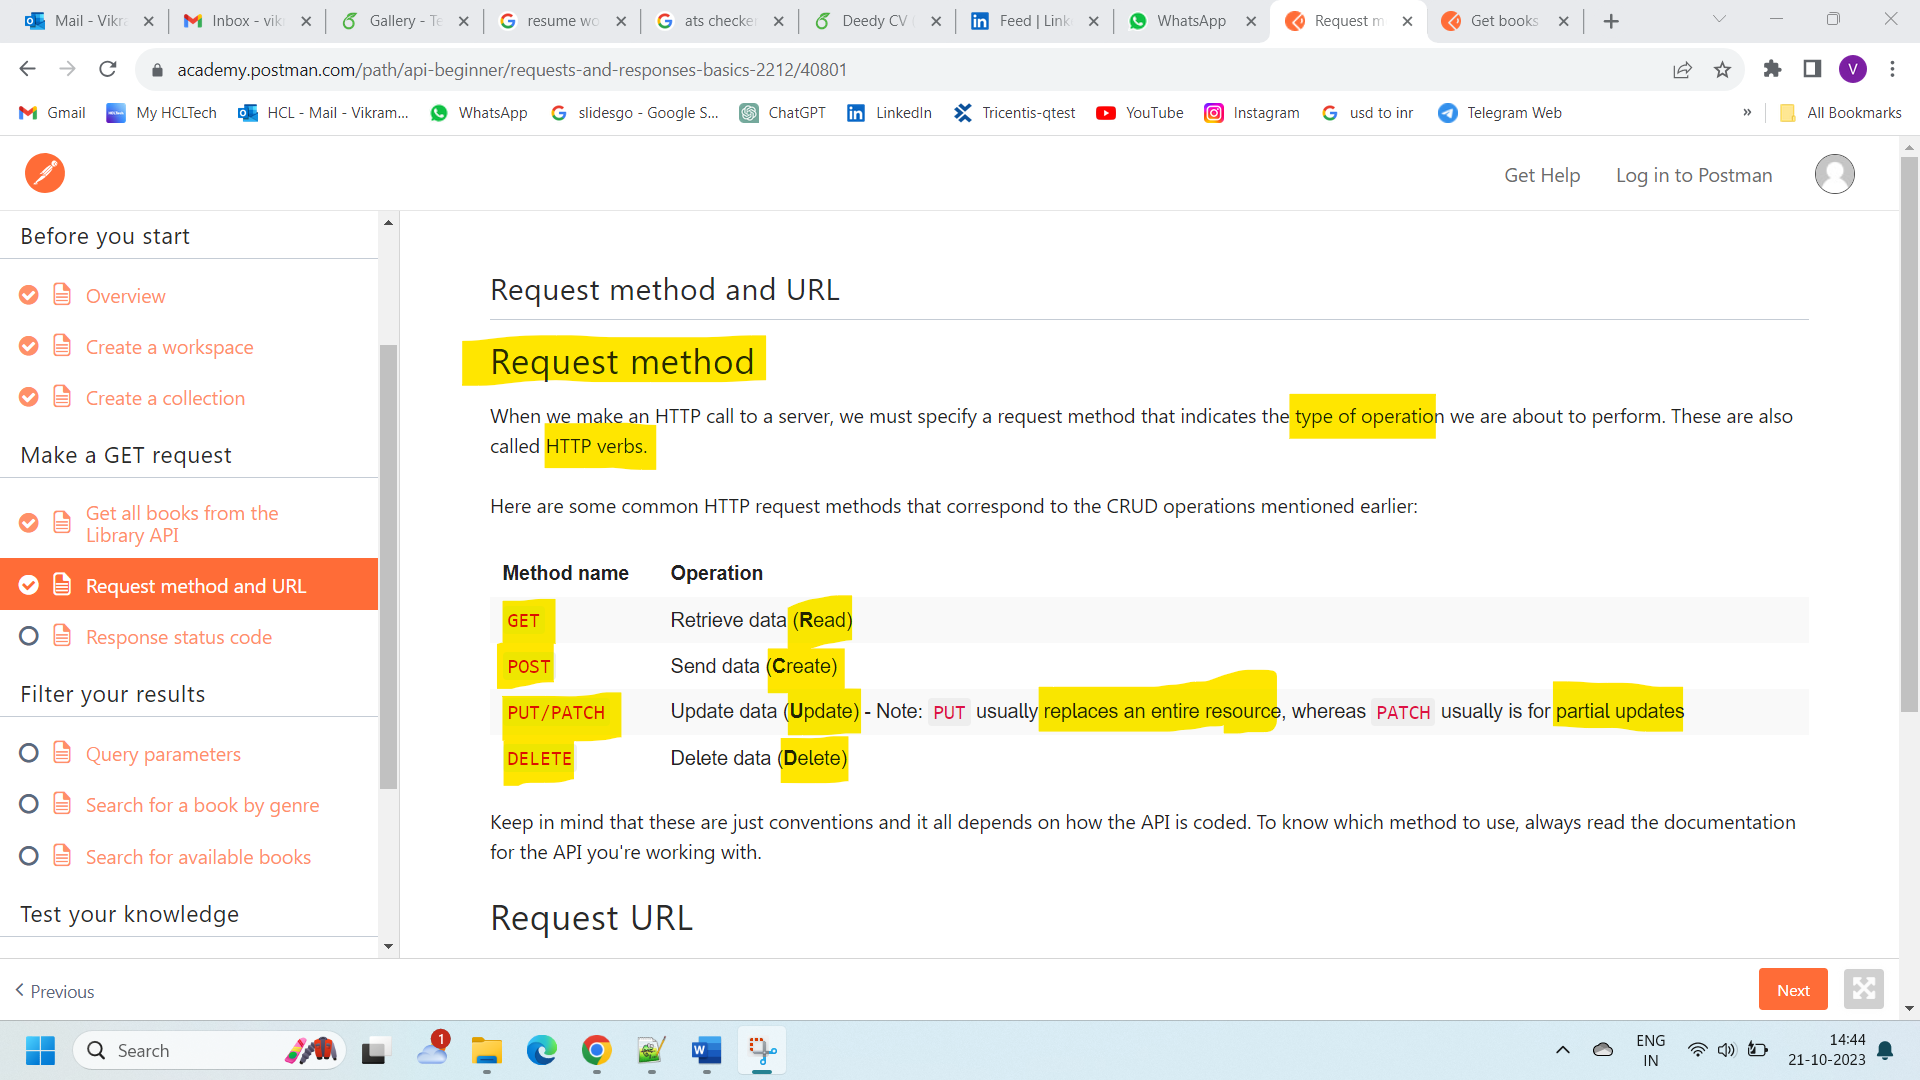 Mail - Vikra
Inbox - vik
Gallery - Te
resume wo
ats checke
Deedy CV
Feed | Link
WhatsApp
Request m
Get books
academy.postman.com/path/api-beginner/requests-and-responses-basics-2212/40801
V
Gmail
My HCLTech
HCL - Mail - Vikram...
WhatsApp
slidesgo - Google S...
ChatGPT
LinkedIn
Tricentis-qtest
YouTube
Instagram
usd to inr
Telegram Web
»
All Bookmarks
Get Help
Log in to Postman
Before you start
Overview
Create a workspace
Create a collection
Make a GET request
Get all books from the
Library API
Request method and URL
Response status code
Filter your results
Query parameters
Search for a book by genre
Search for available books
Test your knowledge
Request method and URL
Request method
When we make an HTTP call to a server, we must specify a request method that indicates the type of operation we are about to perform. These are also
called HTTP verbs.
Here are some common HTTP request methods that correspond to the CRUD operations mentioned earlier:
Method name Operation
GET Retrieve data (Read)
POST Send data (Create)
PUT/PATCH Update data (Update) - Note: PUT usually replaces an entire resource, whereas PATCH usually is for partial updates
DELETE Delete data (Delete)
Keep in mind that these are just conventions and it all depends on how the API is coded. To know which method to use, always read the documentation
for the API you're working with.
Request URL
Previous
Next
Search
1
ENG
IN
14:44
21-10-2023